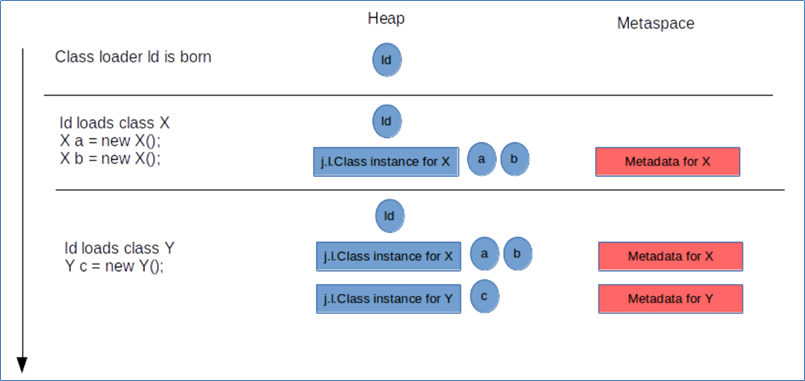 Heap
Metaspace
Class loader ld is born
ld
ld loads class X
X a = new X();
X b = new X();
ld
j.l.Class instance for X
a
b
Metadata for X
ld loads class Y
Y c = new Y();
ld
j.l.Class instance for X
a
b
Metadata for X
j.l.Class instance for Y
c
Metadata for Y